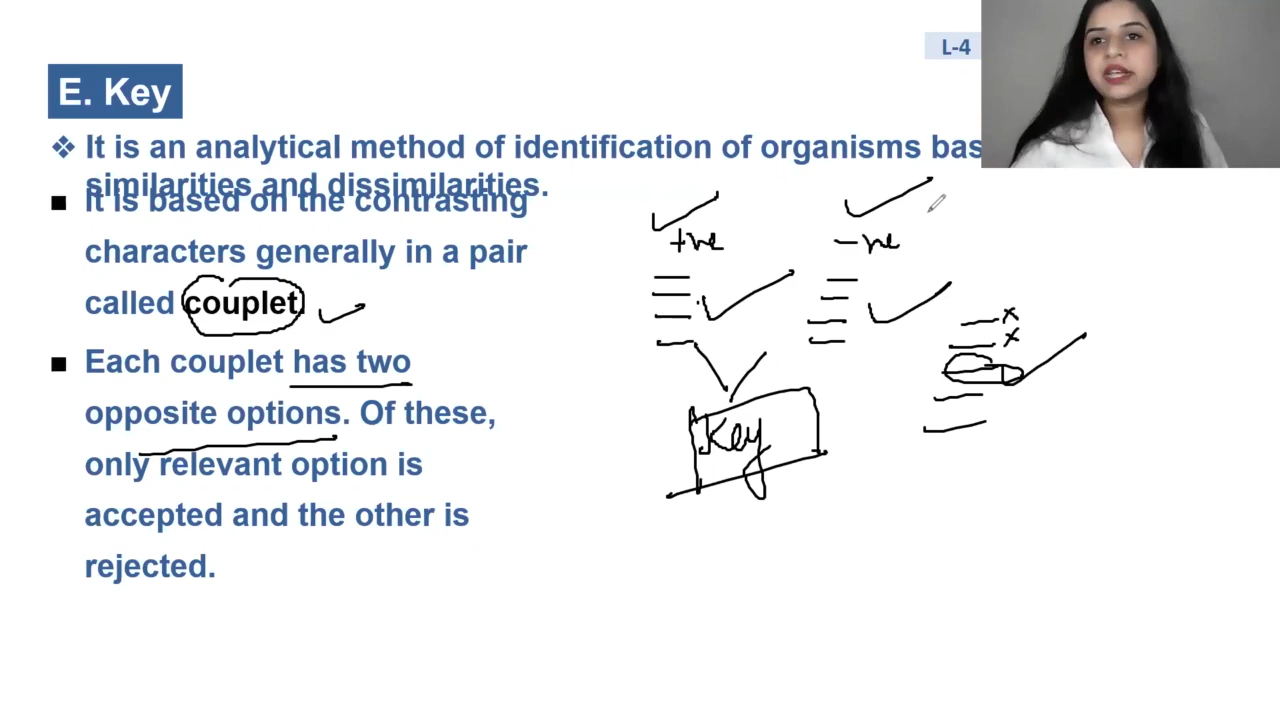 L-4
E. Key
❖ It is an analytical method of identification of organisms bas
similarities and dissimilarities.
■ It is based on the contrasting
characters generally in a pair
called couplet.
■ Each couplet has two
opposite options. Of these,
only relevant option is
accepted and the other is
rejected.
+ve
-ve
Key